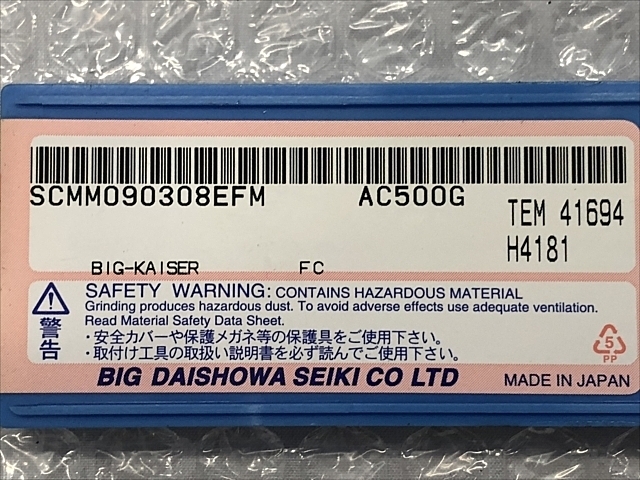 SCMM090308EFM AC500G
TEM 41694
H4181
BIG-KAISER FC
SAFETY WARNING: CONTAINS HAZARDOUS MATERIAL
Grinding produces hazardous dust. To avoid adverse effects use adequate ventilation.
Read Material Safety Data Sheet.
警告
・安全カバーや保護メガネ等の保護具をご使用下さい。
・取付け工具の取扱い説明書を必ず読んでご使用下さい。
5
PP
BIG DAISHOWA SEIKI CO LTD
MADE IN JAPAN